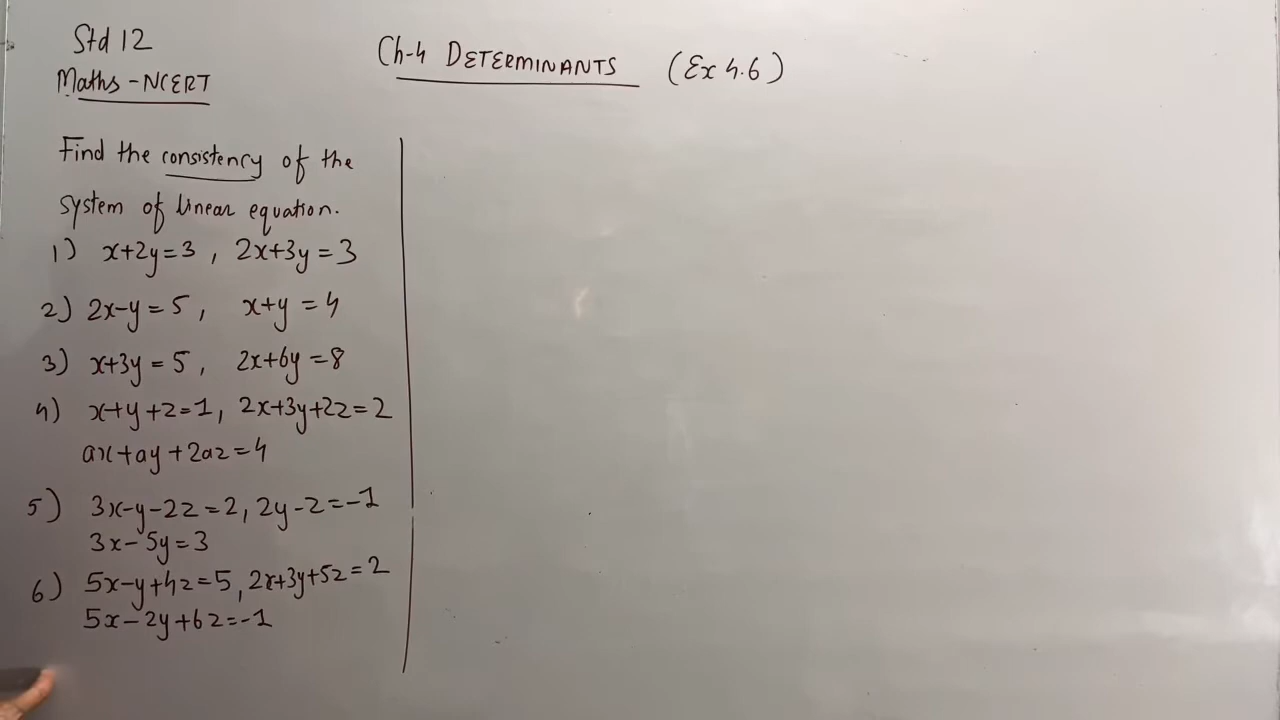 Std 12
Maths - NCERT
Ch-4 DETERMINANTS (Ex 4.6)
Find the consistency of the
system of linear equation.
1) x+2y=3, 2x+3y=3
2) 2x-y=5, x+y=4
3) x+3y=5, 2x+6y=8
4) x+y+z=1, 2x+3y+2z=2
ax+ay+2az=4
5) 3x-y-2z=2, 2y-z=-1
3x-5y=3
6) 5x-y+4z=5, 2x+3y+5z=2
5x-2y+6z=-1